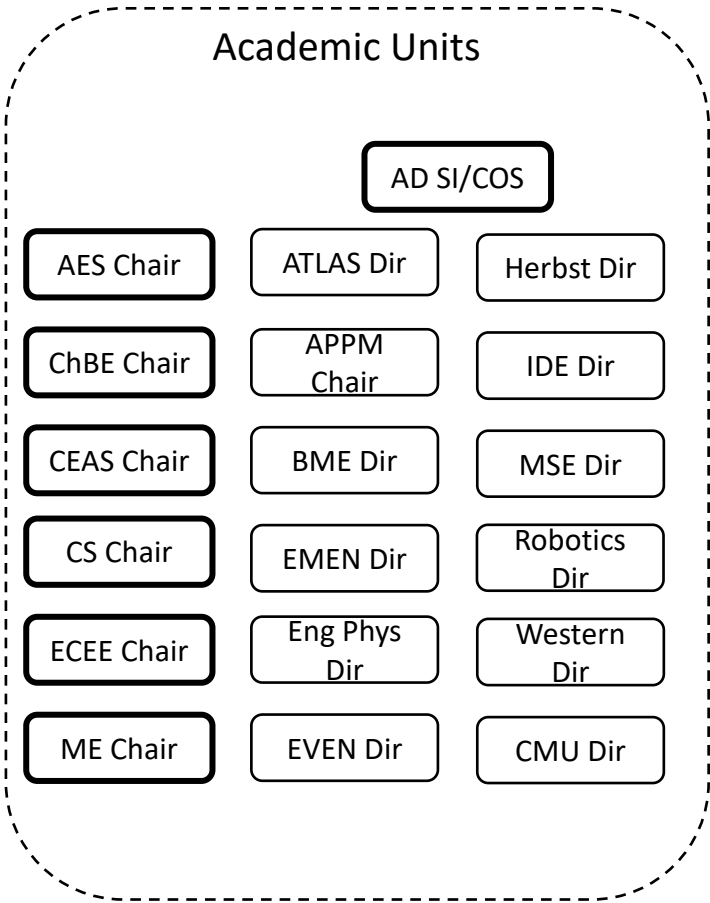 Academic Units
AD SI/COS
AES Chair
ATLAS Dir
Herbst Dir
ChBE Chair
APPM
Chair
IDE Dir
CEAS Chair
BME Dir
MSE Dir
CS Chair
EMEN Dir
Robotics
Dir
ECEE Chair
Eng Phys
Dir
Western
Dir
ME Chair
EVEN Dir
CMU Dir